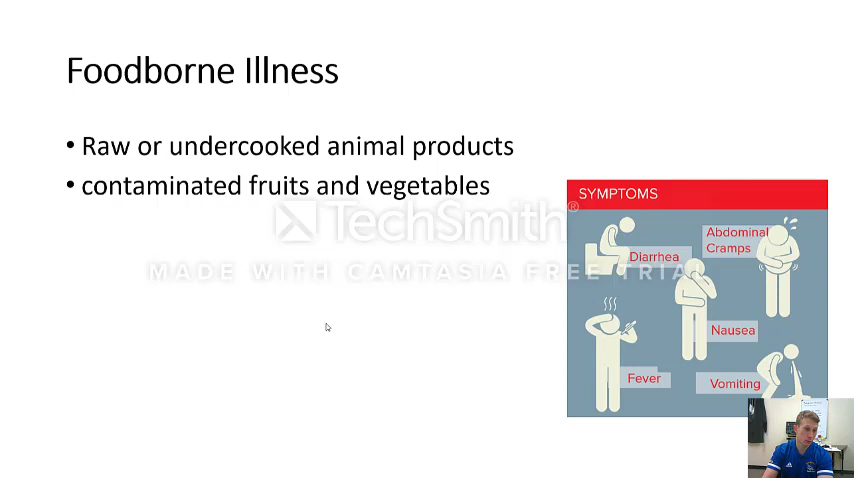 Foodborne Illness
• Raw or undercooked animal products
• contaminated fruits and vegetables
TechSmith®
MADE WITH CAMTASIA FREE TRIAL
SYMPTOMS
Diarrhea
Abdominal
Cramps
Nausea
Fever
Vomiting